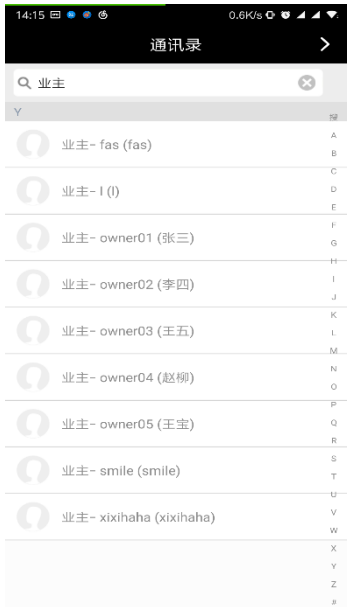 14:15 0.6K/s
通讯录
业主
Y
业主- fas (fas)
业主- l (l)
业主- owner01 (张三)
业主- owner02 (李四)
业主- owner03 (王五)
业主- owner04 (赵柳)
业主- owner05 (王宝)
业主- smile (smile)
业主- xixihaha (xixihaha)
A
B
C
D
E
F
G
H
I
J
K
L
M
N
O
P
Q
R
S
T
U
V
W
X
Y
Z
#